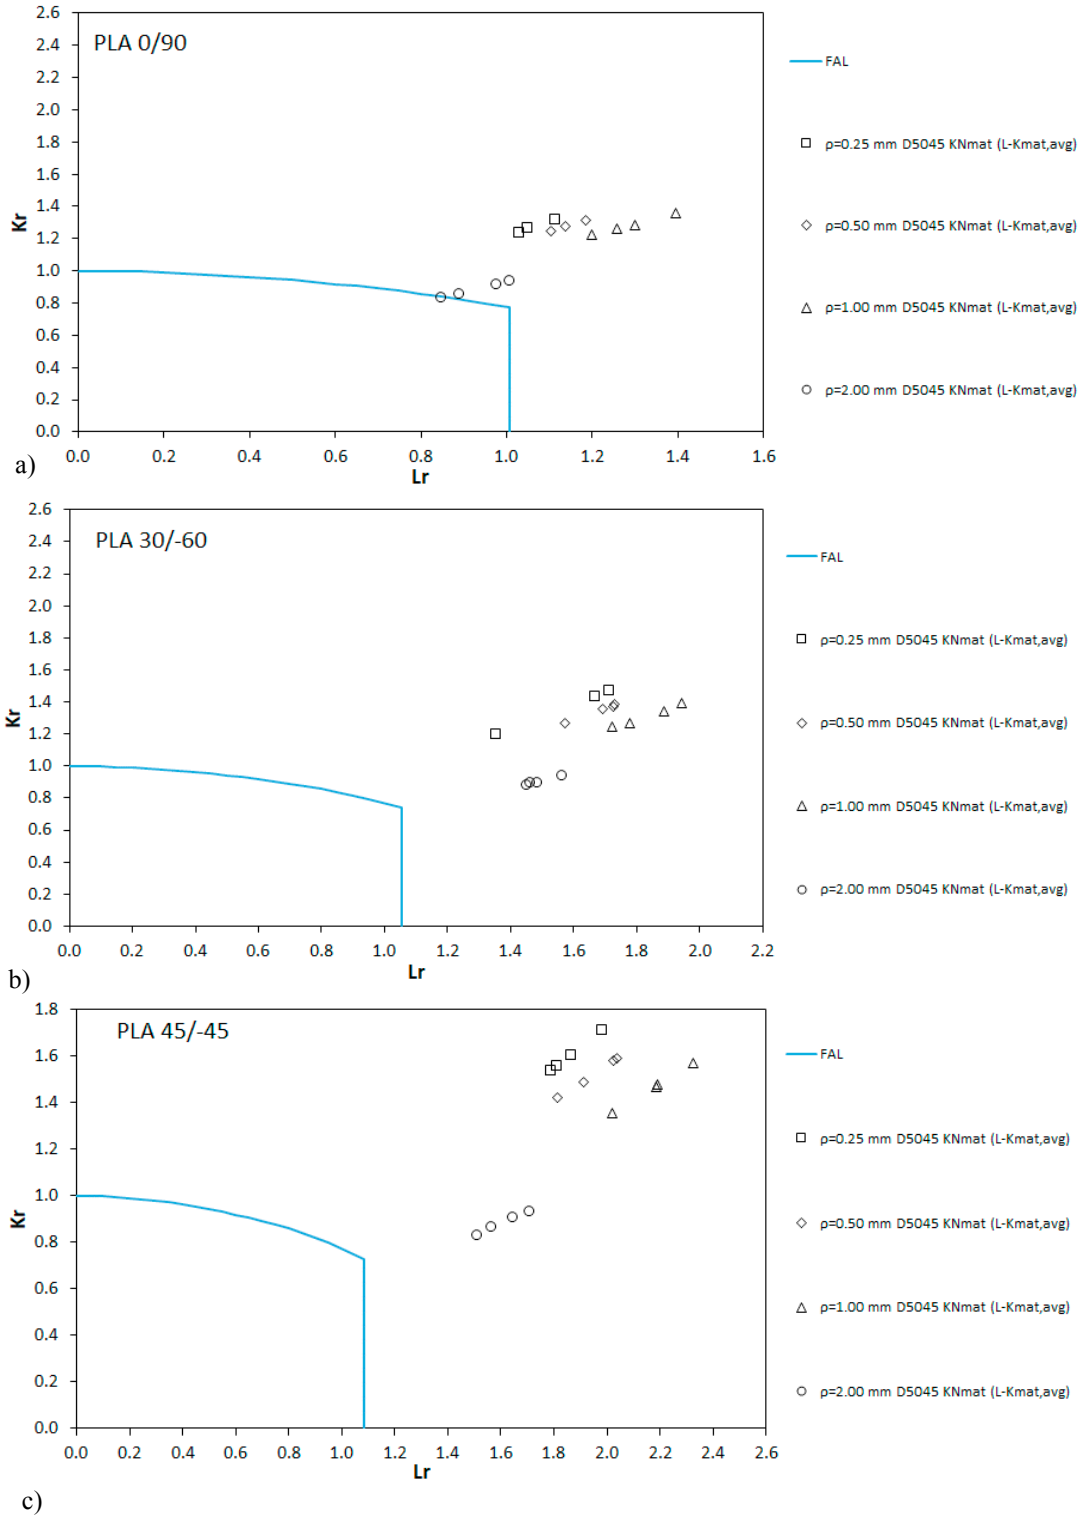 2.6
2.4
2.2
2.0
1.8
1.6
1.4
1.2
1.0
0.8
0.6
0.4
0.2
0.0
Kr
PLA 0/90
0.0 0.2 0.4 0.6 0.8 1.0 1.2 1.4 1.6
Lr
FAL
ρ=0.25 mm D5045 KNmat (L-Kmat,avg)
ρ=0.50 mm D5045 KNmat (L-Kmat,avg)
ρ=1.00 mm D5045 KNmat (L-Kmat,avg)
ρ=2.00 mm D5045 KNmat (L-Kmat,avg)
a)
2.6
2.4
2.2
2.0
1.8
1.6
1.4
1.2
1.0
0.8
0.6
0.4
0.2
0.0
Kr
PLA 30/-60
0.0 0.2 0.4 0.6 0.8 1.0 1.2 1.4 1.6 1.8 2.0 2.2
Lr
FAL
ρ=0.25 mm D5045 KNmat (L-Kmat,avg)
ρ=0.50 mm D5045 KNmat (L-Kmat,avg)
ρ=1.00 mm D5045 KNmat (L-Kmat,avg)
ρ=2.00 mm D5045 KNmat (L-Kmat,avg)
b)
1.8
1.6
1.4
1.2
1.0
0.8
0.6
0.4
0.2
0.0
Kr
PLA 45/-45
0.0 0.2 0.4 0.6 0.8 1.0 1.2 1.4 1.6 1.8 2.0 2.2 2.4 2.6
Lr
FAL
ρ=0.25 mm D5045 KNmat (L-Kmat,avg)
ρ=0.50 mm D5045 KNmat (L-Kmat,avg)
ρ=1.00 mm D5045 KNmat (L-Kmat,avg)
ρ=2.00 mm D5045 KNmat (L-Kmat,avg)
c)